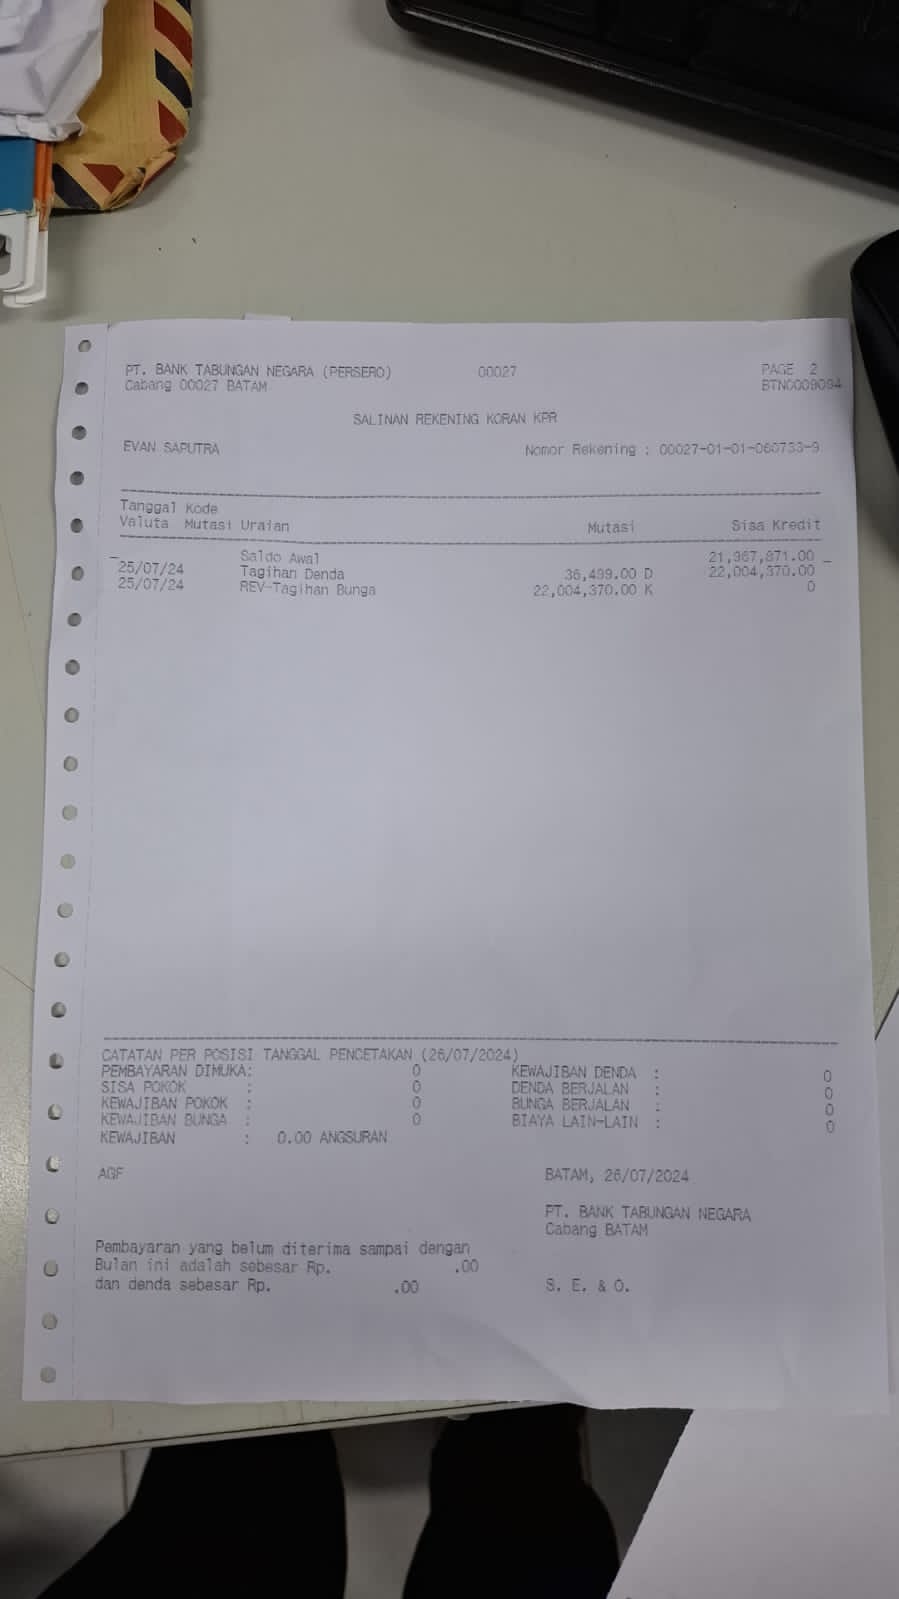 PT. BANK TABUNGAN NEGARA (PERSERO) 00027 PAGE 2
Cabang 00027 BATAM BTNC009094
SALINAN REKENING KORAN KPR
EVAN SAPUTRA Nomor Rekening : 00027-01-01-060733-9
Tanggal Kode
Valuta Mutasi Uraian Mutasi Sisa Kredit
Saldo Awal 21,967,871.00
25/07/24 Tagihan Denda 36,499.00 D 22,004,370.00
25/07/24 REV-Tagihan Bunga 22,004,370.00 K 0
CATATAN PER POSISI TANGGAL PENCETAKAN (26/07/2024)
PEMBAYARAN DIMUKA: 0 KEWAJIBAN DENDA : 0
SISA POKOK : 0 DENDA BERJALAN : 0
KEWAJIBAN POKOK : 0 BUNGA BERJALAN : 0
KEWAJIBAN BUNGA : 0 BIAYA LAIN-LAIN : 0
KEWAJIBAN : 0.00 ANGSURAN
AGF BATAM, 26/07/2024
PT. BANK TABUNGAN NEGARA
Cabang BATAM
Pembayaran yang belum diterima sampai dengan
Bulan ini adalah sebesar Rp. .00
dan denda sebesar Rp. .00 S. E. & O.